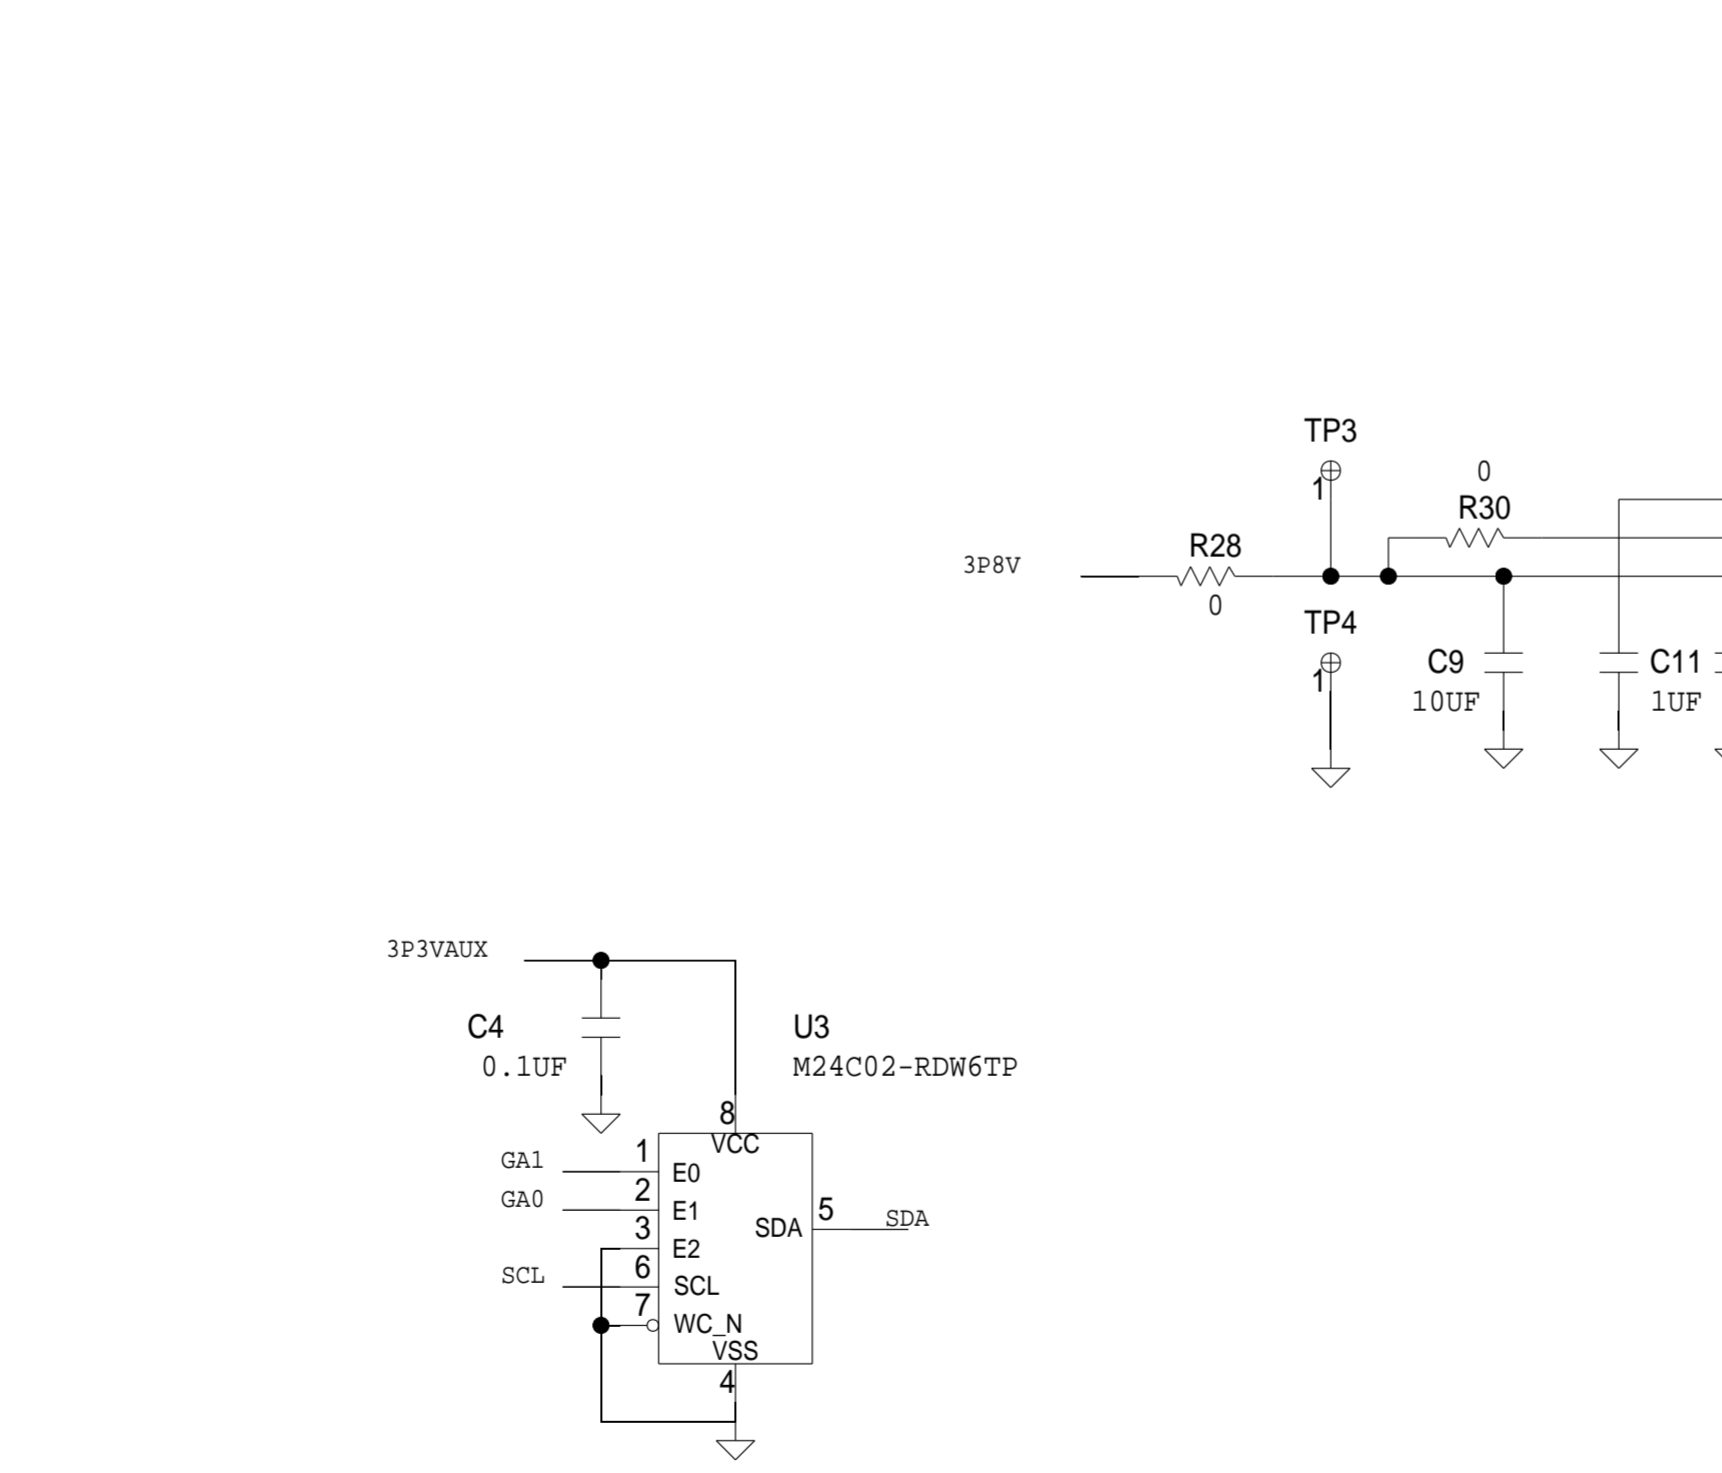 TP3
1
0
R30
R28
0
3P8V
TP4
1
C9
10UF
C11
1UF
3P3VAUX
C4
0.1UF
U3
M24C02-RDW6TP
8
VCC
GA1
1
E0
GA0
2
E1
3
E2
SCL
6
SCL
7
WC_N
VSS
4
SDA
5
SDA